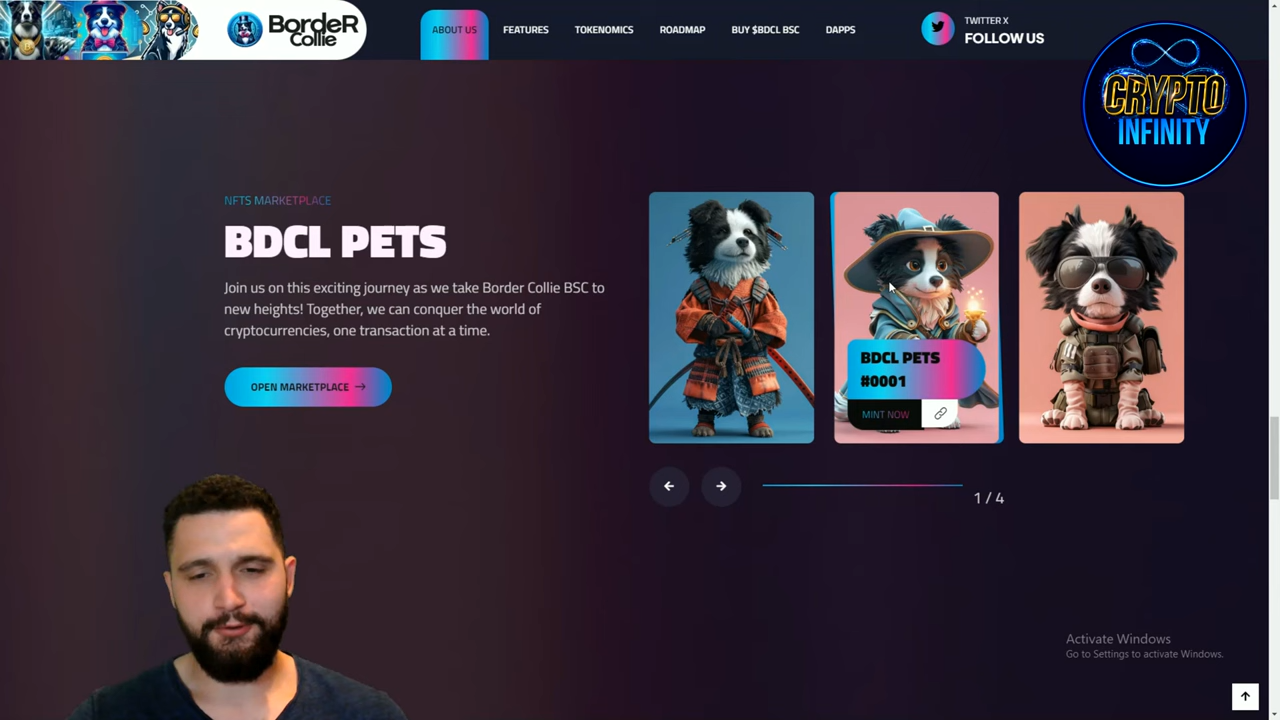 BordeR
Collie
ABOUT US
FEATURES
TOKENOMICS
ROADMAP
BUY $BDCL BSC
DAPPS
TWITTER X
FOLLOW US
CRYPTO
INFINITY
NFTS MARKETPLACE
BDCL PETS
Join us on this exciting journey as we take Border Collie BSC to
new heights! Together, we can conquer the world of
cryptocurrencies, one transaction at a time.
OPEN MARKETPLACE
BDCL PETS
#0001
MINT NOW
1 / 4
Activate Windows
Go to Settings to activate Windows.